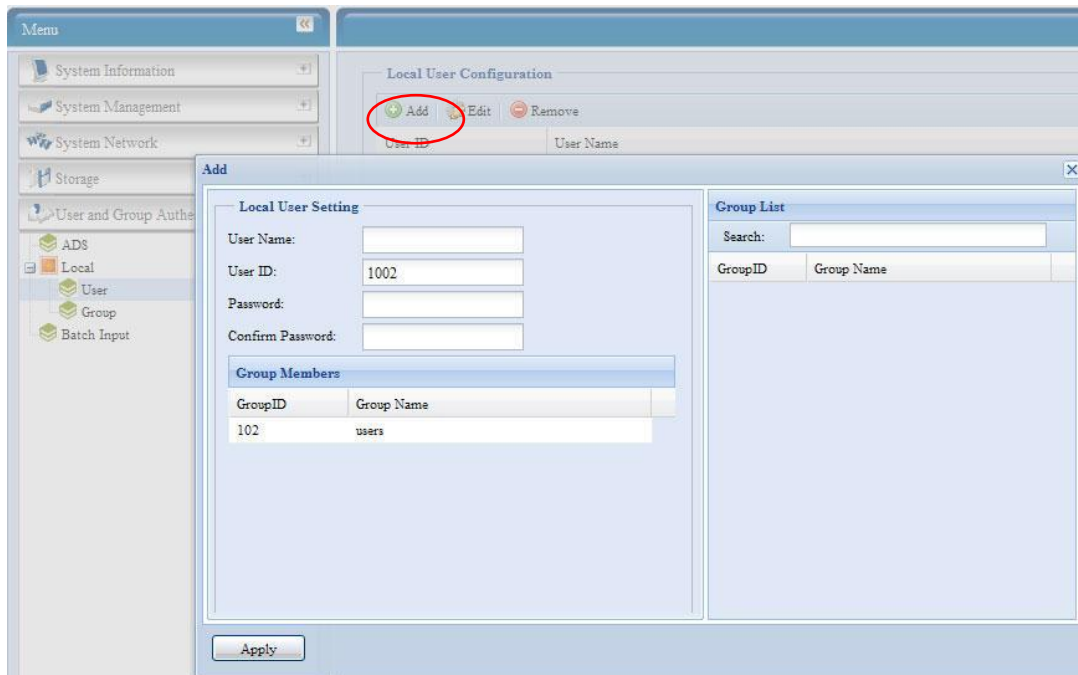 Menu
System Information
System Management
System Network
Storage
User and Group Authe
ADS
Local
User
Group
Batch Input
Local User Configuration
Add Edit Remove
User ID User Name
Add
Local User Setting
User Name:
User ID: 1002
Password:
Confirm Password:
Group Members
GroupID Group Name
102 users
Group List
Search:
GroupID Group Name
Apply